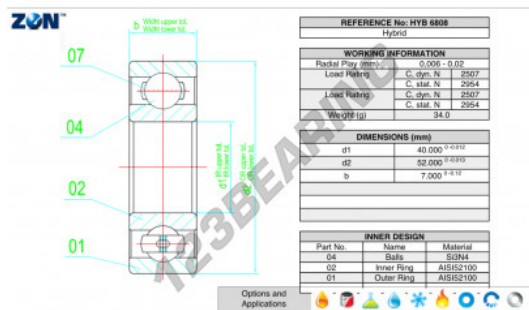 ZEN
b Width upper tol.
Width lower tol.
07
04
02
01
d1 IR upper tol.
IR lower tol.
d2 OR upper tol.
OR lower tol.
123BEARING
REFERENCE No: HYB 6808
Hybrid
WORKING INFORMATION
Radial Play (mm) 0,006 - 0,02
Load Rating C, dyn. N 2507
C, stat. N 2954
Load Rating C, dyn. N 2507
C, stat. N 2954
Weight (g) 34.0
DIMENSIONS (mm)
d1 40.000 0 -0.012
d2 52.000 0 -0.013
b 7.000 0 -0.12
INNER DESIGN
Part No. Name Material
04 Balls Si3N4
02 Inner Ring AISI52100
01 Outer Ring AISI52100
Options and
Applications